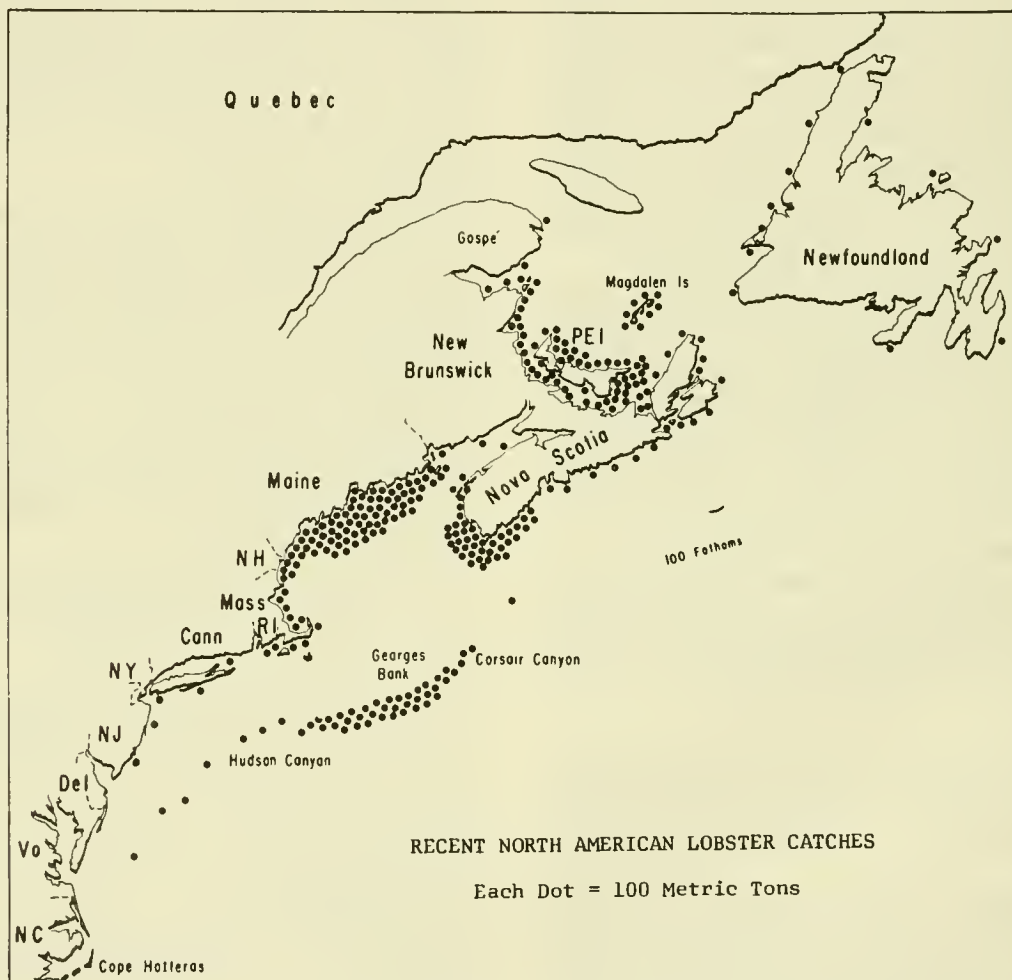 Quebec
Gaspé
Newfoundland
Magdalen Is
PEI
New
Brunswick
Nova Scotia
Maine
100 Fathoms
NH
Mass
RI
Conn
Georges
Bank
Corsair Canyon
NY
NJ
Hudson Canyon
Del
Va
RECENT NORTH AMERICAN LOBSTER CATCHES
Each Dot = 100 Metric Tons
NC
Cape Hatteras